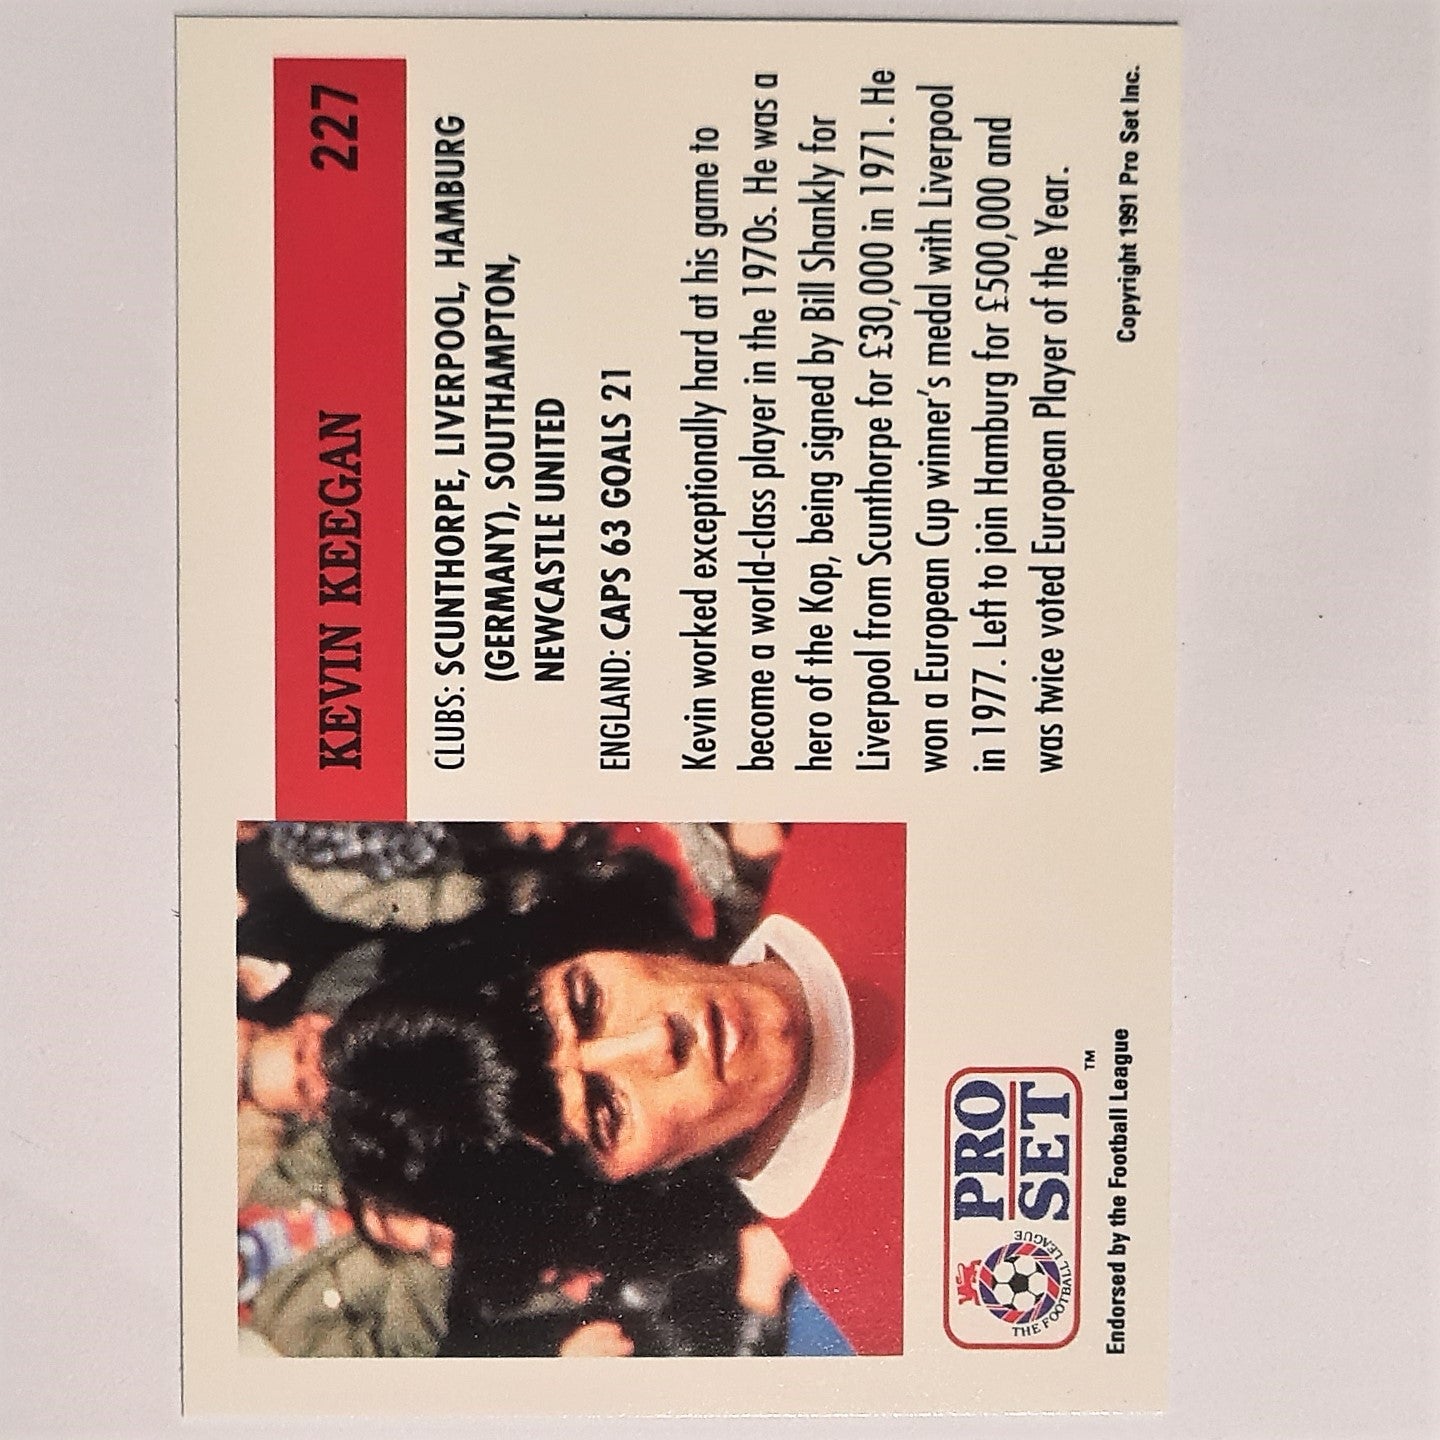 KEVIN KEEGAN 227
CLUBS: SCUNTHORPE, LIVERPOOL, HAMBURG
(GERMANY), SOUTHAMPTON,
NEWCASTLE UNITED
ENGLAND: CAPS 63 GOALS 21
Kevin worked exceptionally hard at his game to
become a world-class player in the 1970s. He was a
hero of the Kop, being signed by Bill Shankly for
Liverpool from Scunthorpe for £30,000 in 1971. He
won a European Cup winner's medal with Liverpool
in 1977. Left to join Hamburg for £500,000 and
was twice voted European Player of the Year.
THE FOOTBALL LEAGUE
PRO
SET
TM
Endorsed by the Football League
Copyright 1991 Pro Set Inc.